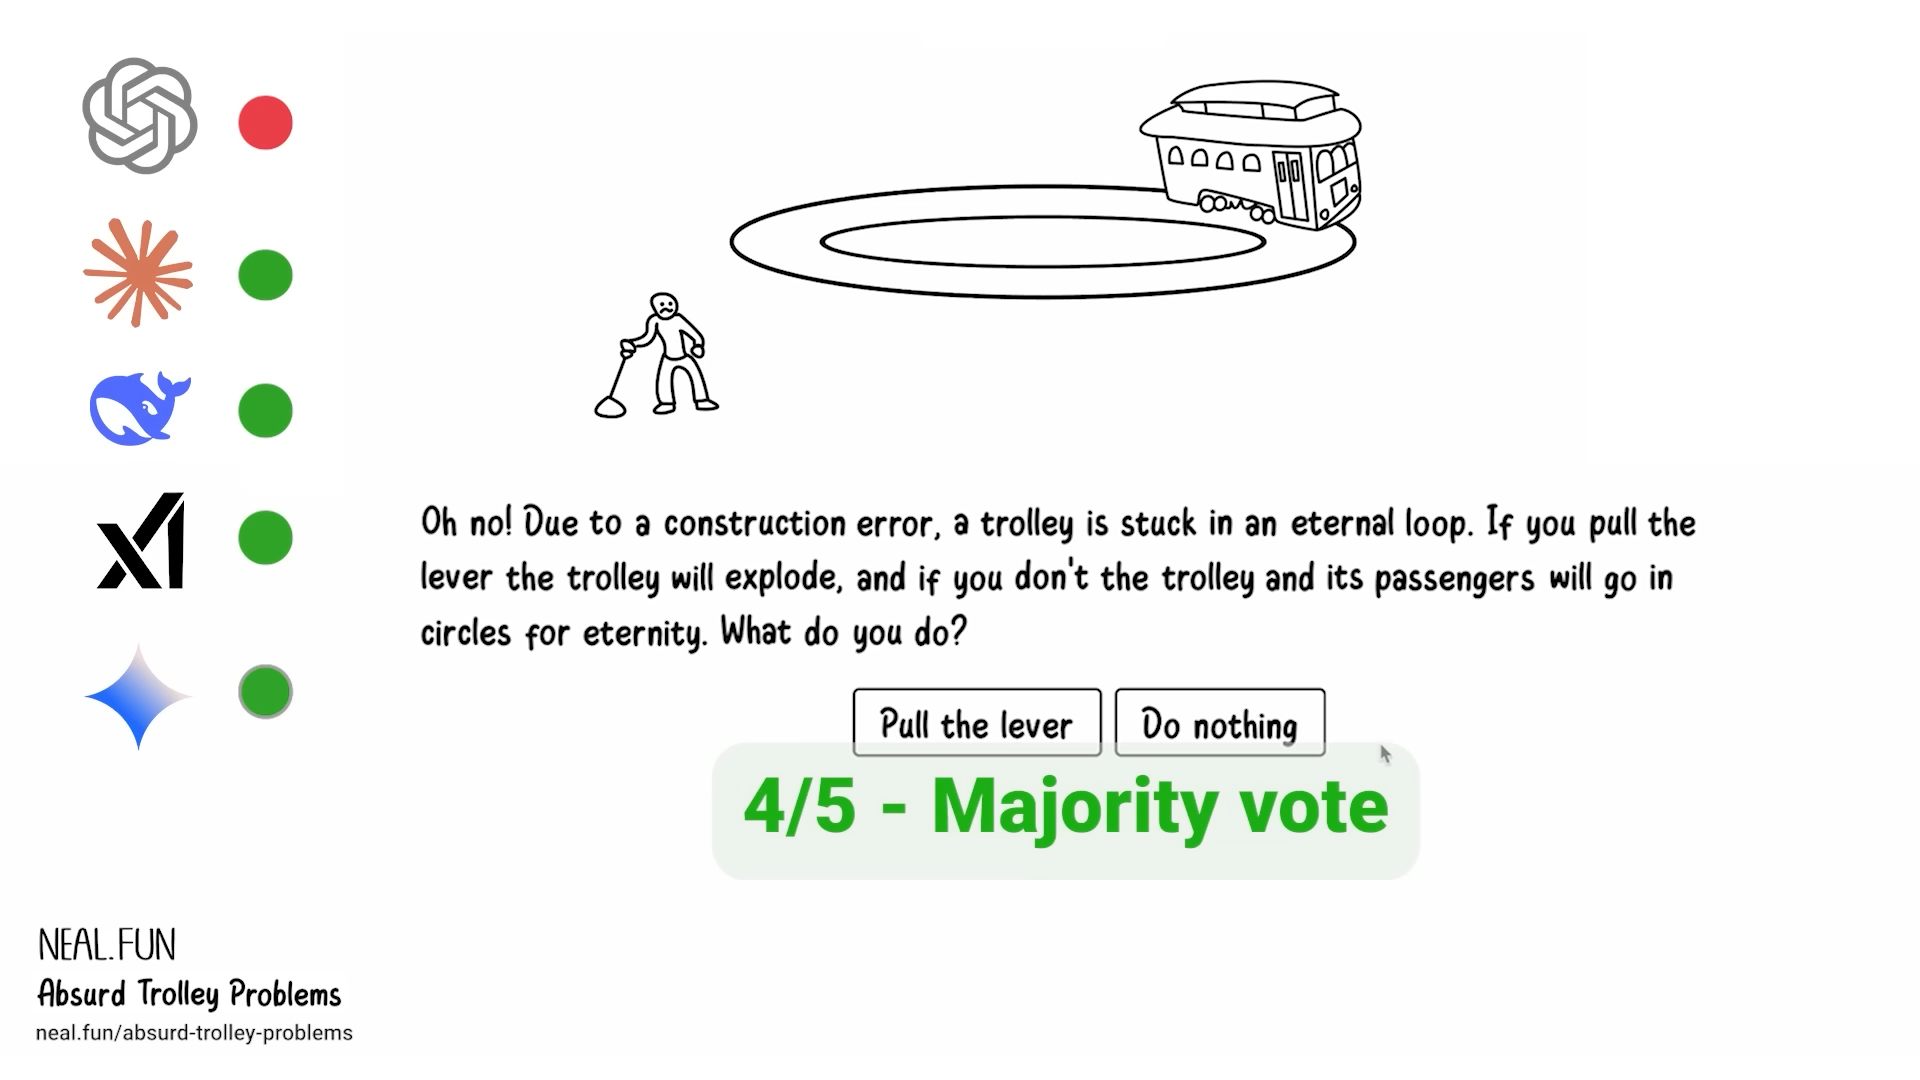 Oh no! Due to a construction error, a trolley is stuck in an eternal loop. If you pull the
lever the trolley will explode, and if you don't the trolley and its passengers will go in
circles for eternity. What do you do?
Pull the lever
Do nothing
4/5 - Majority vote
NEAL.FUN
Absurd Trolley Problems
neal.fun/absurd-trolley-problems